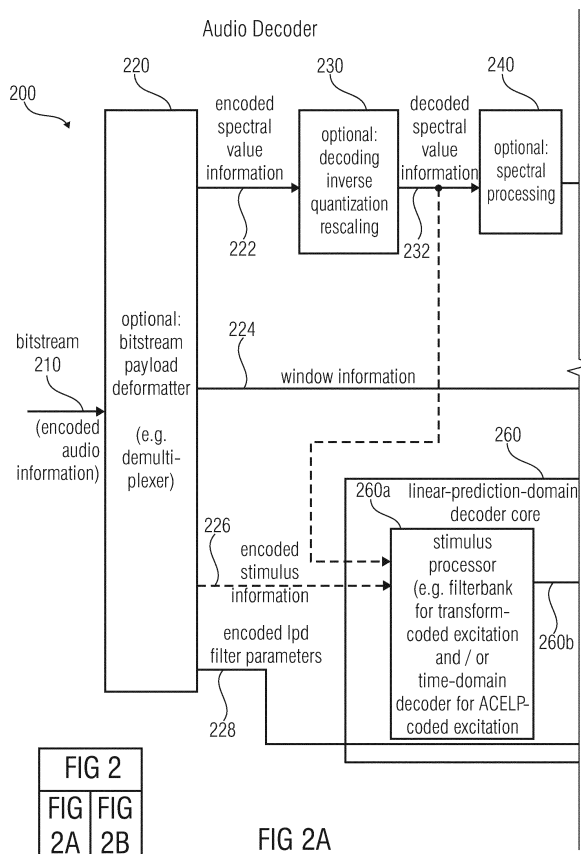 Audio Decoder
200
220
230
240
encoded
spectral
value
information
222
optional:
decoding
inverse
quantization
rescaling
decoded
spectral
value
information
232
optional:
spectral
processing
bitstream
210
(encoded
audio
information)
optional:
bitstream
payload
deformatter
(e.g.
demulti-
plexer)
224
window information
260
260a
linear-prediction-domain
decoder core
226
encoded
stimulus
information
stimulus
processor
(e.g. filterbank
for transform-
coded excitation
and / or
time-domain
decoder for ACELP-
coded excitation
260b
encoded lpd
filter parameters
228
FIG 2
FIG
2A
FIG
2B
FIG 2A